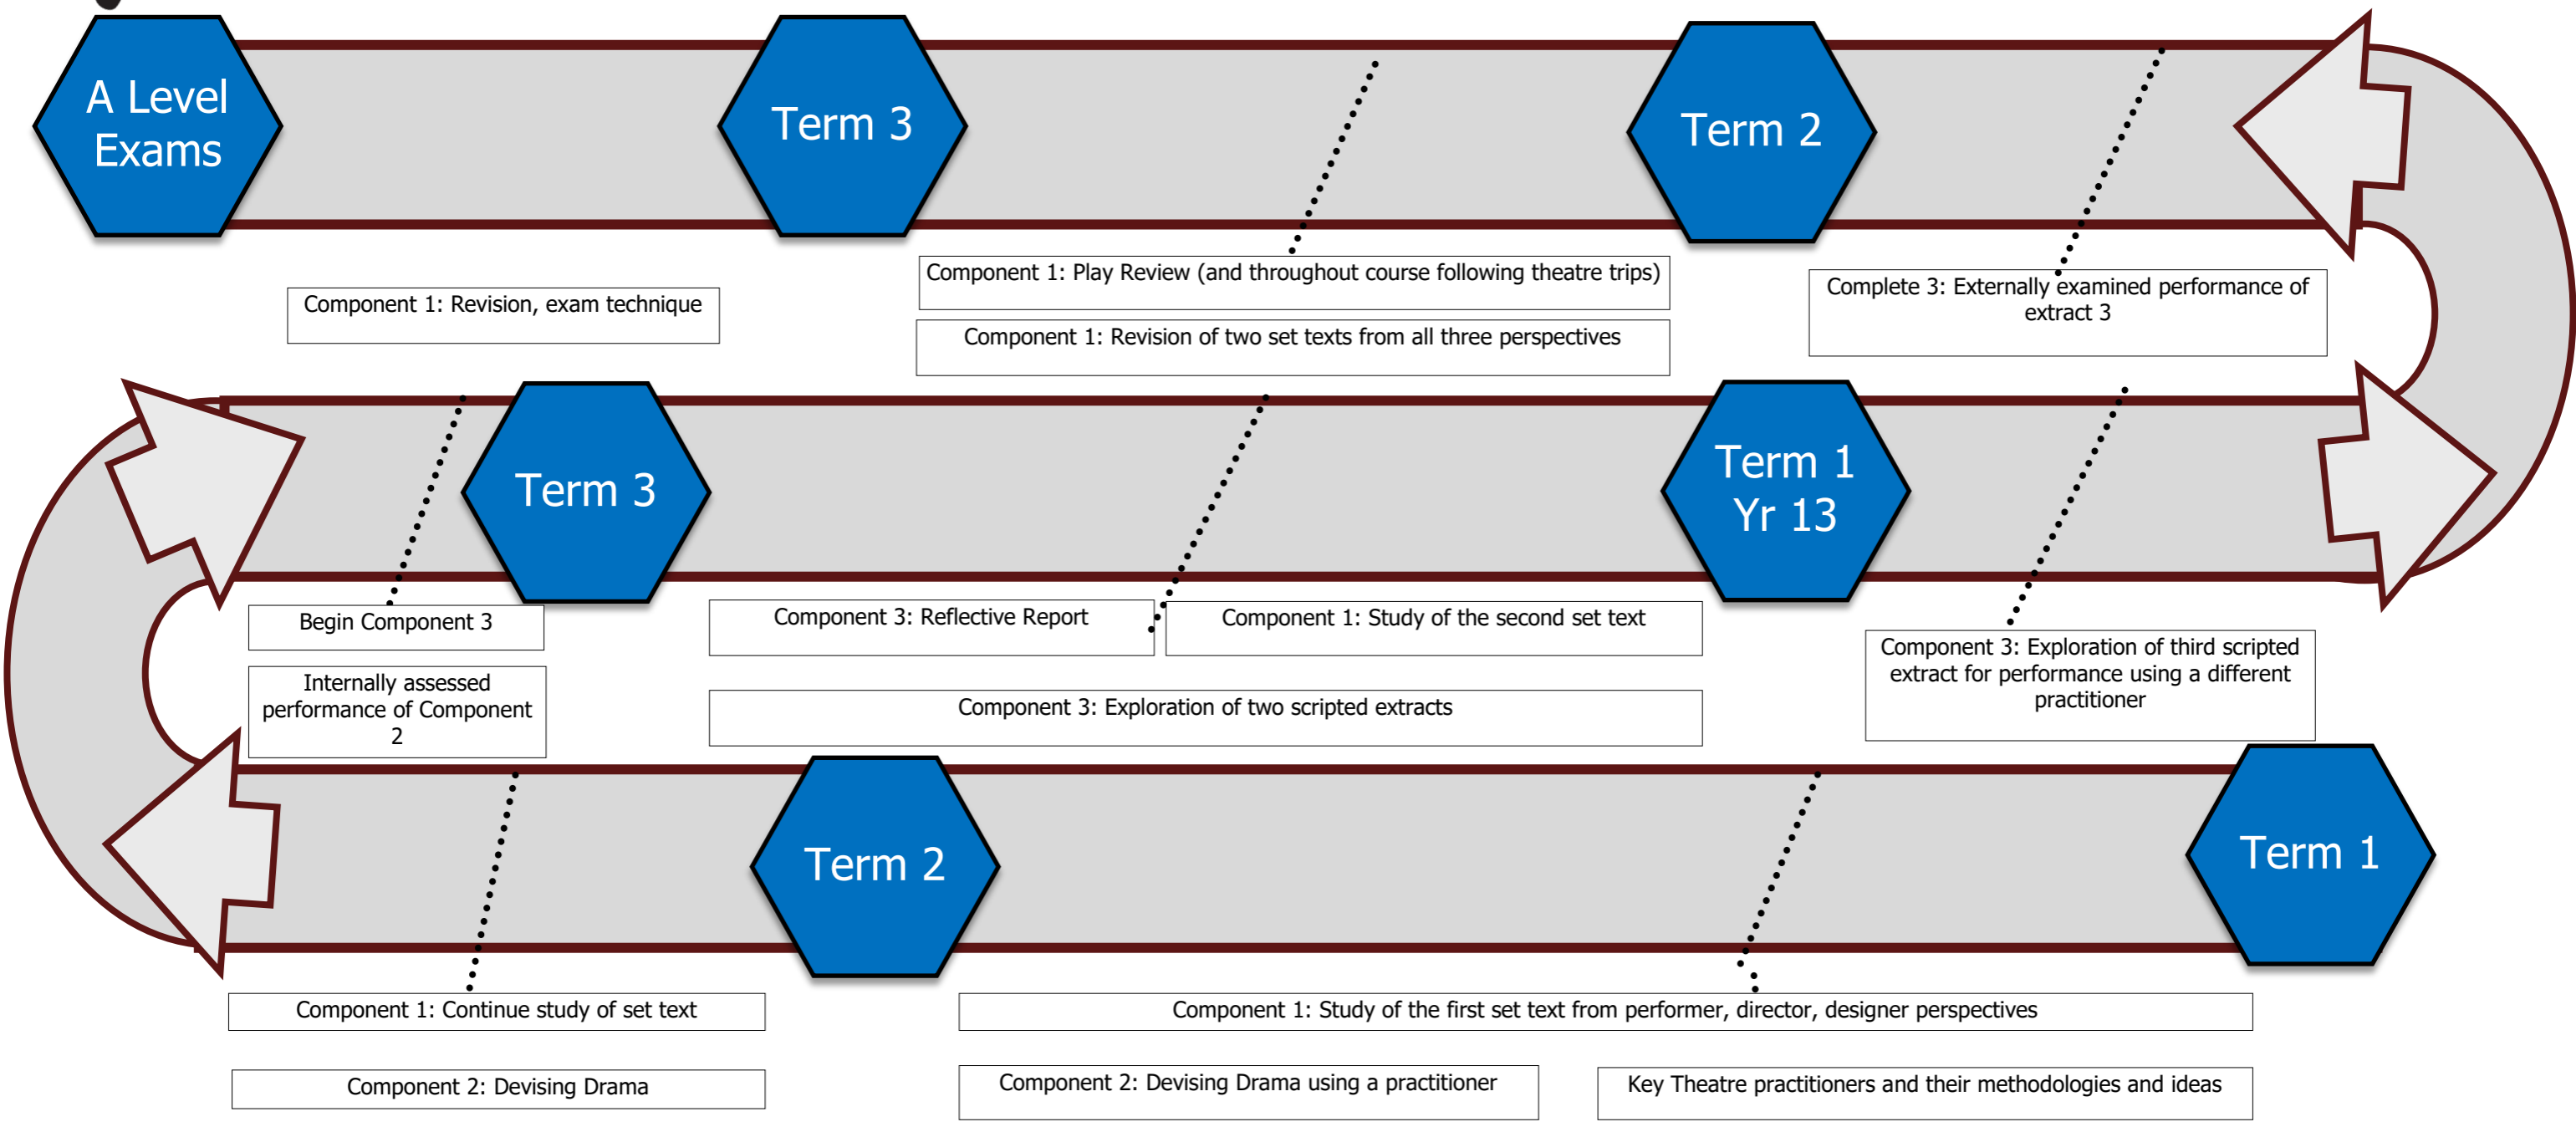 A Level
Exams
Term 3
Term 2
Component 1: Revision, exam technique
Component 1: Play Review (and throughout course following theatre trips)
Component 1: Revision of two set texts from all three perspectives
Complete 3: Externally examined performance of
extract 3
Term 3
Term 1
Yr 13
Begin Component 3
Internally assessed
performance of Component
2
Component 3: Reflective Report
Component 1: Study of the second set text
Component 3: Exploration of two scripted extracts
Component 3: Exploration of third scripted
extract for performance using a different
practitioner
Term 2
Term 1
Component 1: Continue study of set text
Component 1: Study of the first set text from performer, director, designer perspectives
Component 2: Devising Drama
Component 2: Devising Drama using a practitioner
Key Theatre practitioners and their methodologies and ideas